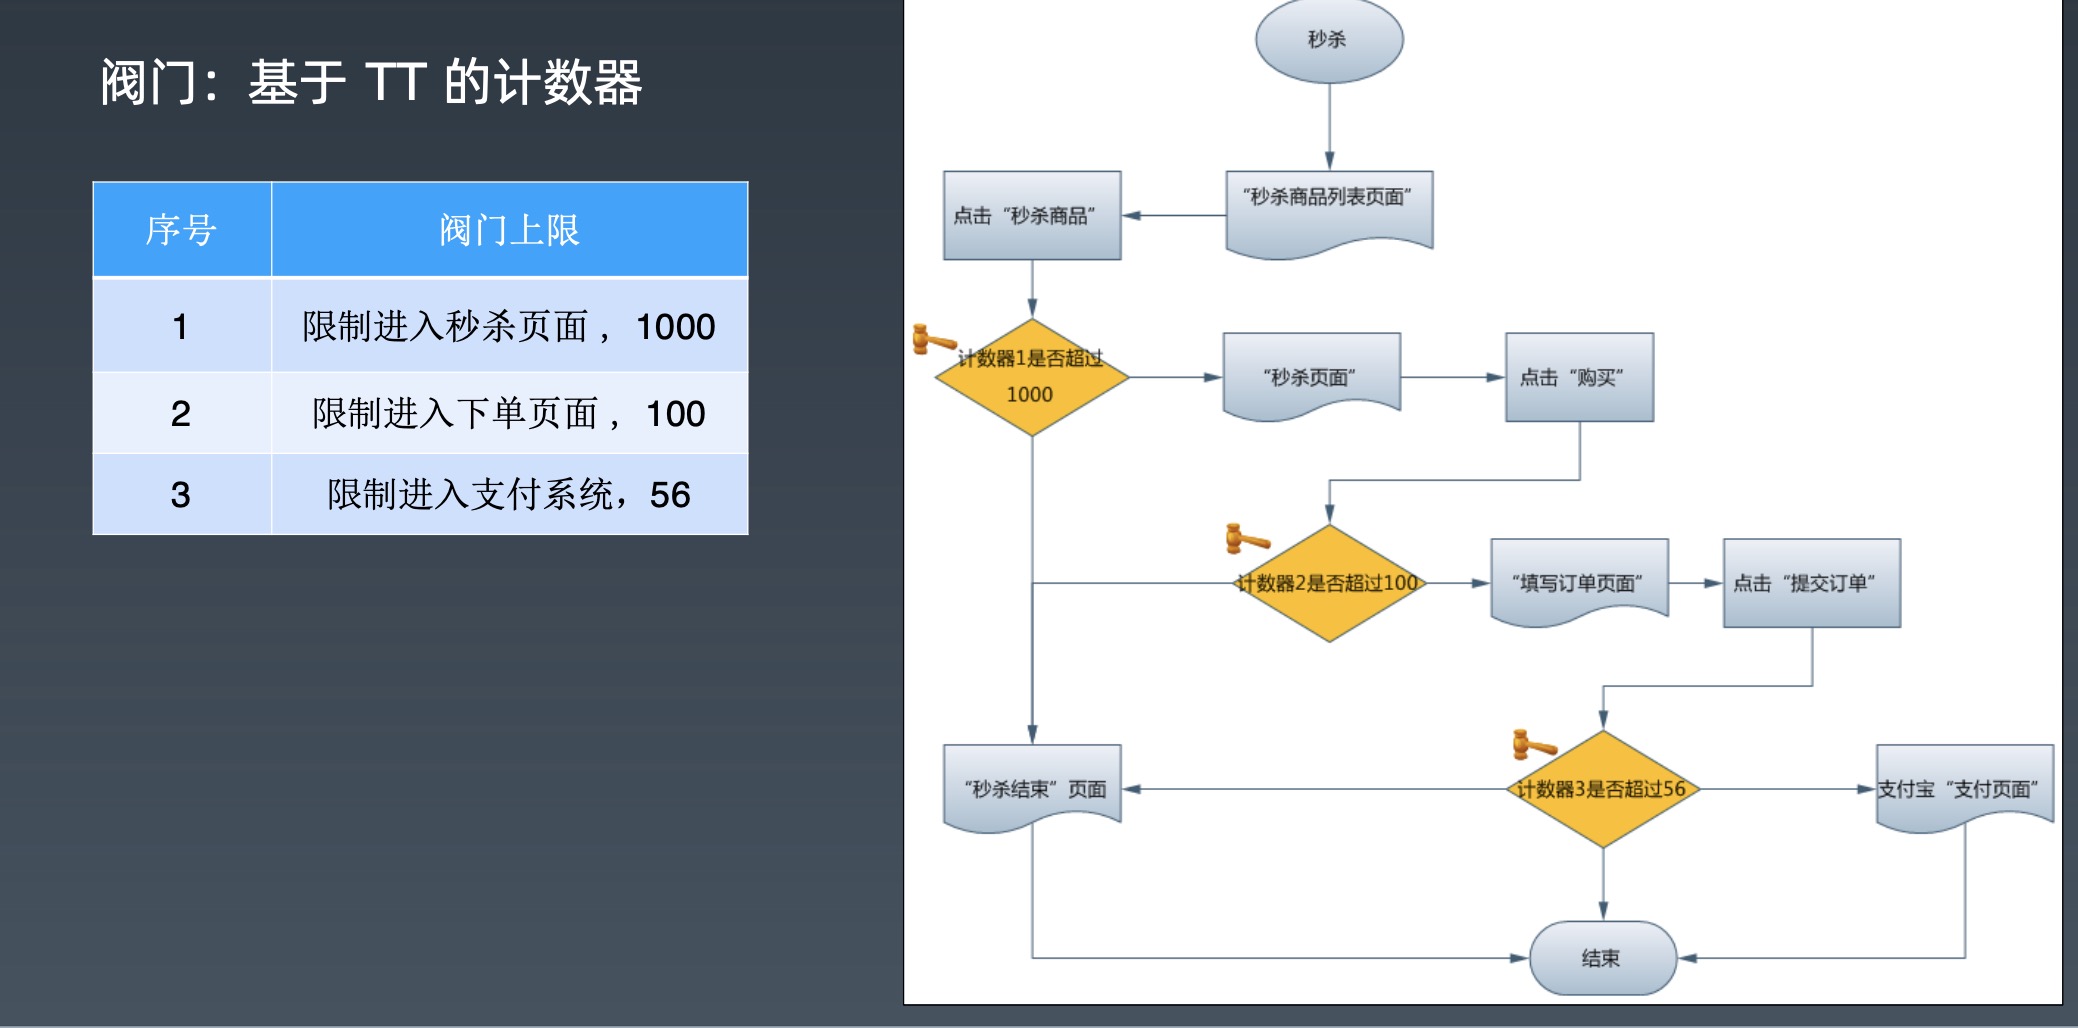 阀门：基于 TT 的计数器
序号 阀门上限
1 限制进入秒杀页面，1000
2 限制进入下单页面，100
3 限制进入支付系统，56
秒杀
“秒杀商品列表页面”
点击“秒杀商品”
计数器1是否超过
1000
“秒杀页面”
点击“购买”
计数器2是否超过100
“填写订单页面”
点击“提交订单”
“秒杀结束”页面
计数器3是否超过56
支付宝“支付页面”
结束